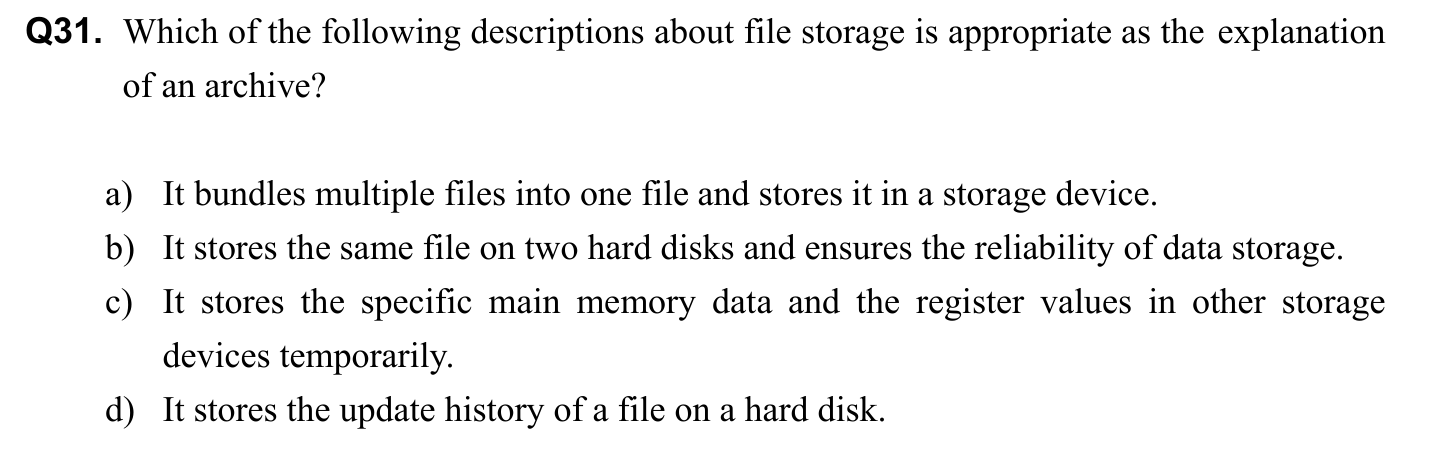 Q31. Which of the following descriptions about file storage is appropriate as the explanation
of an archive?
a) It bundles multiple files into one file and stores it in a storage device.
b) It stores the same file on two hard disks and ensures the reliability of data storage.
c) It stores the specific main memory data and the register values in other storage
devices temporarily.
d) It stores the update history of a file on a hard disk.